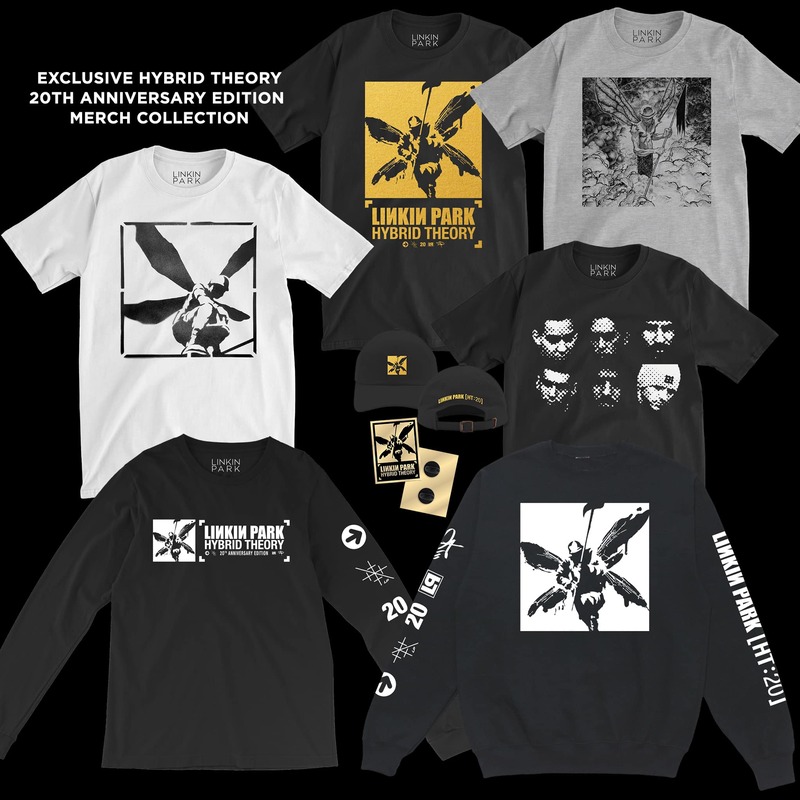 EXCLUSIVE HYBRID THEORY
20TH ANNIVERSARY EDITION
MERCH COLLECTION
LINKIN
PARK
LINKIN PARK
HYBRID THEORY
20
LINKIN
PARK
LINKIN
PARK
LINKIN
PARK
LINKIN PARK [HT:20]
LINKIN PARK
HYBRID THEORY
LINKIN
PARK
LINKIN PARK
HYBRID THEORY
20th ANNIVERSARY EDITION
20
20
LP
LINKIN PARK [HT:20]